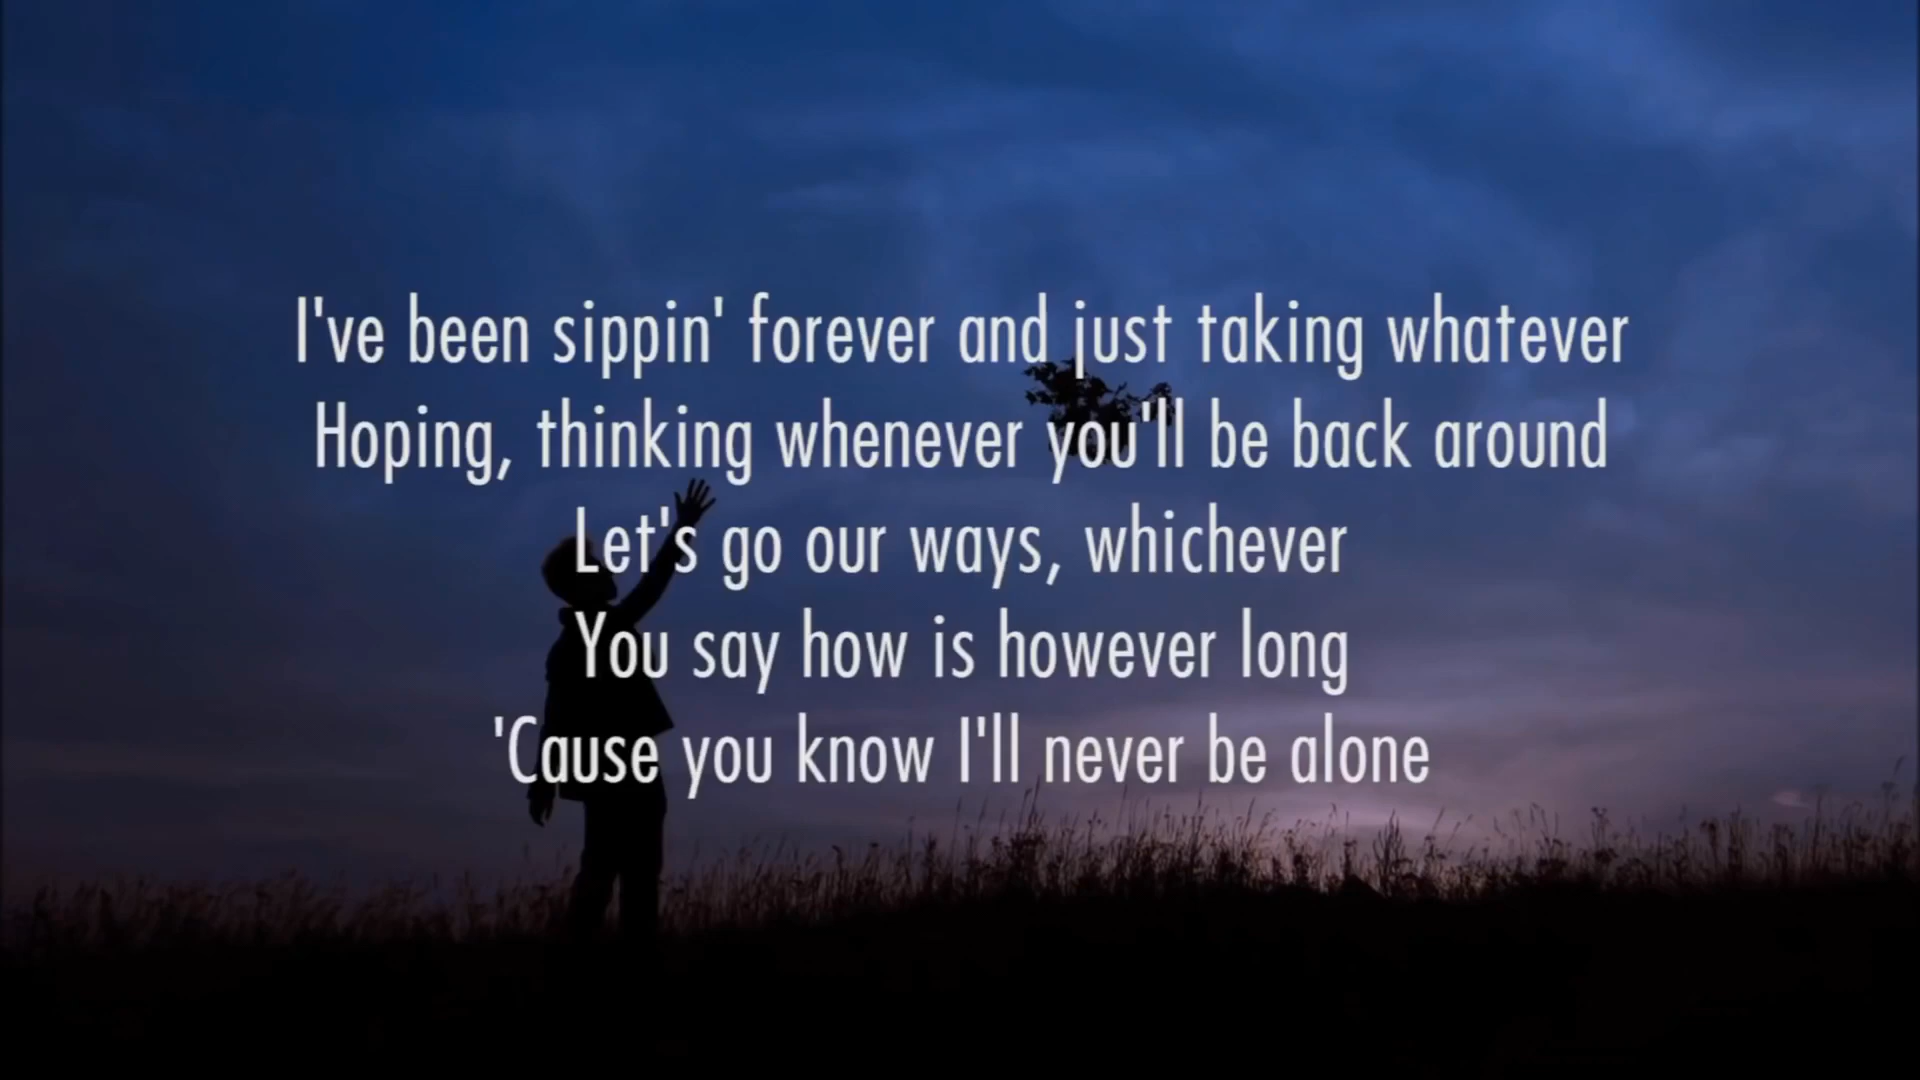 I've been sippin' forever and just taking whatever
Hoping, thinking whenever you'll be back around
Let's go our ways, whichever
You say how is however long
'Cause you know I'll never be alone